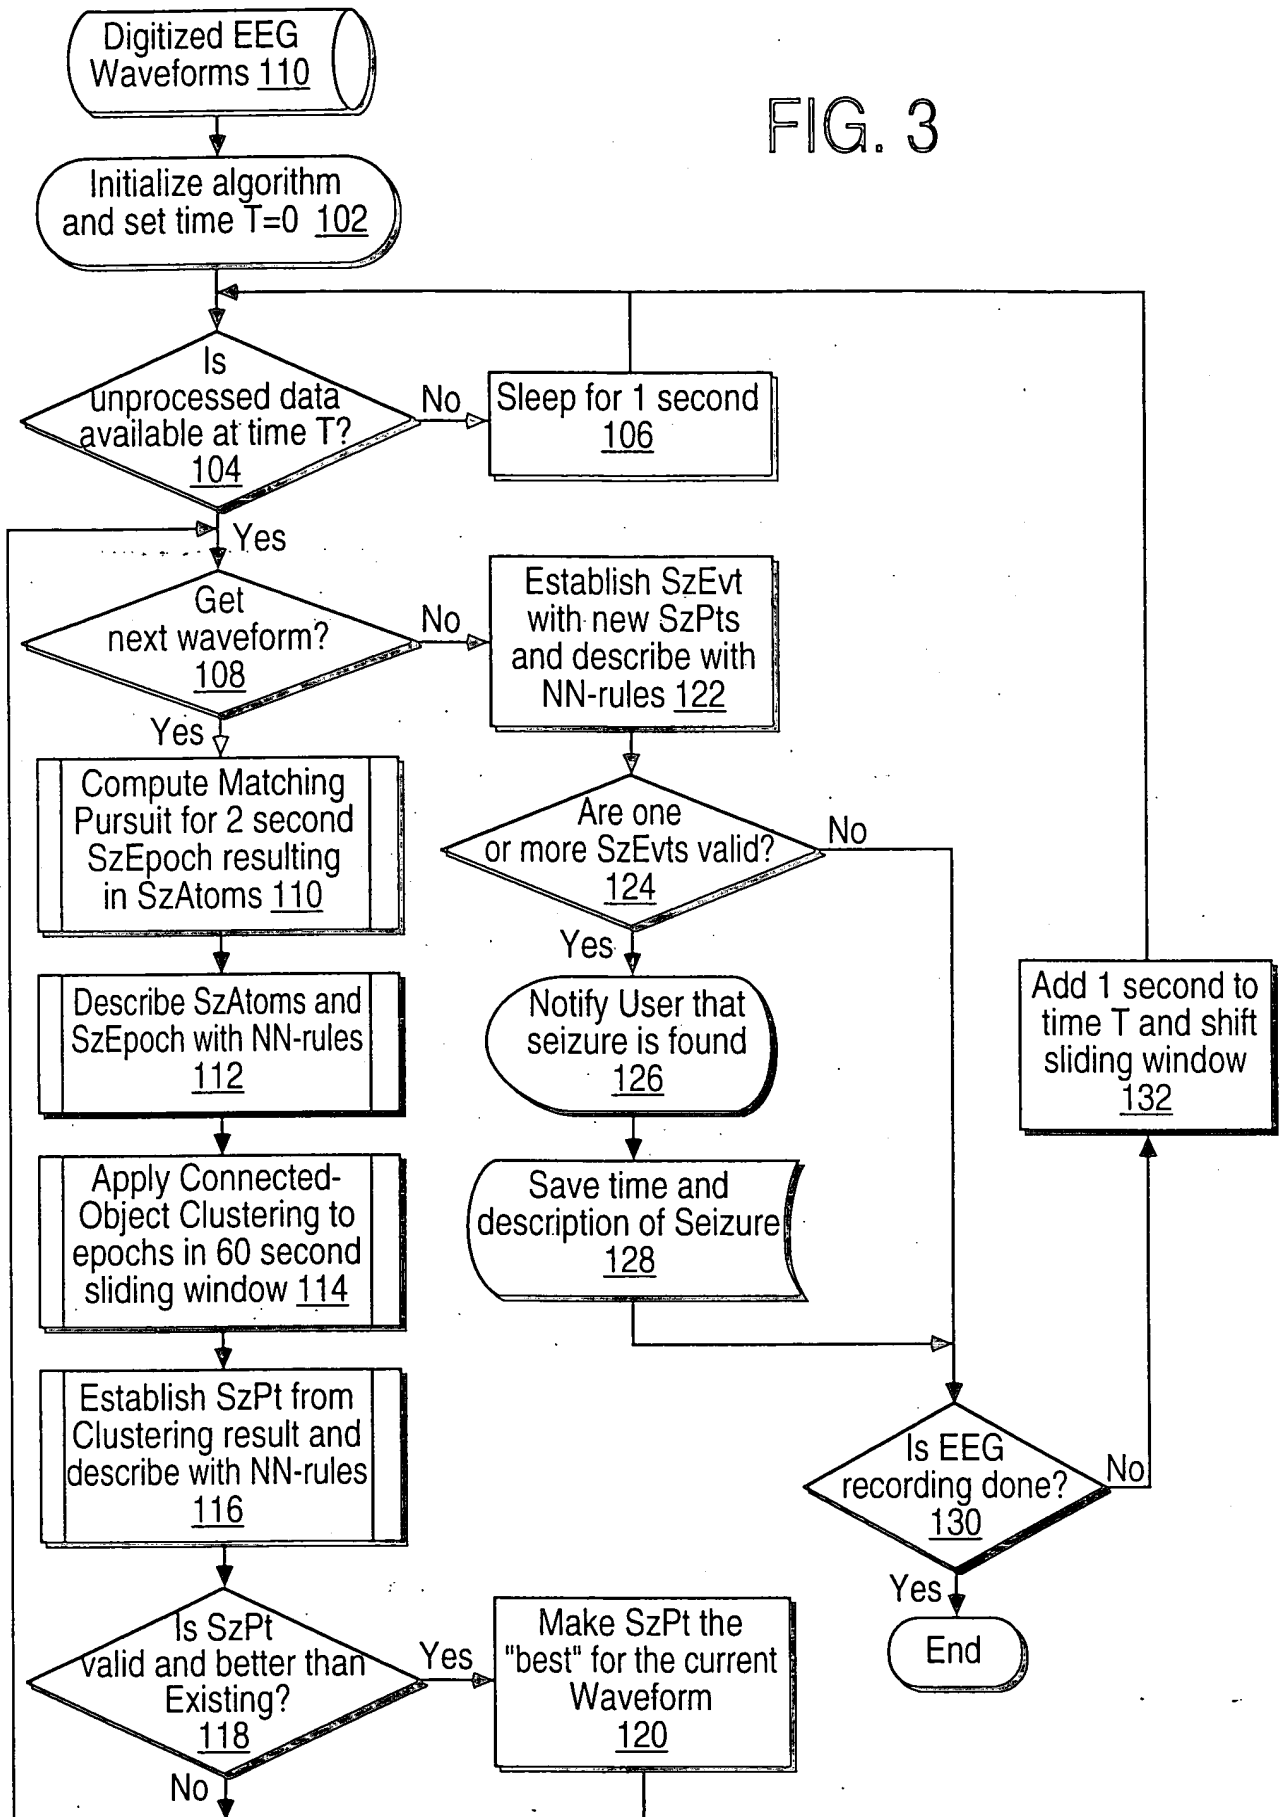 Digitized EEG
Waveforms 110
FIG. 3
Initialize algorithm
and set time T=0 102
Is
unprocessed data
available at time T?
104
No
Sleep for 1 second
106
Yes
Get
next waveform?
108
No
Establish SzEvt
with new SzPts
and describe with
NN-rules 122
Yes
Compute Matching
Pursuit for 2 second
SzEpoch resulting
in SzAtoms 110
Are one
or more SzEvts valid?
124
No
Yes
Describe SzAtoms and
SzEpoch with NN-rules
112
Notify User that
seizure is found
126
Add 1 second to
time T and shift
sliding window
132
Apply Connected-
Object Clustering to
epochs in 60 second
sliding window 114
Save time and
description of Seizure
128
Establish SzPt from
Clustering result and
describe with NN-rules
116
Is EEG
recording done?
130
No
Yes
End
Is SzPt
valid and better than
Existing?
118
Yes
Make SzPt the
"best" for the current
Waveform
120
No